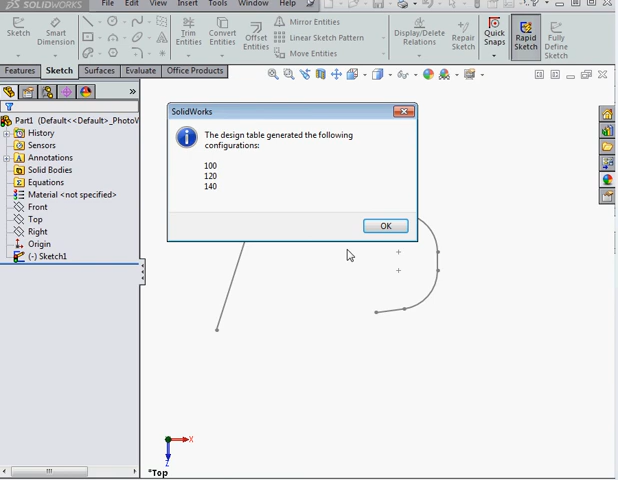 SOLIDWORKS
File Edit View Insert Tools Window Help
Sketch
Smart Dimension
Trim Entities
Convert Entities
Offset Entities
Mirror Entities
Linear Sketch Pattern
Move Entities
Display/Delete Relations
Repair Sketch
Quick Snaps
Rapid Sketch
Fully Define Sketch
Features Sketch Surfaces Evaluate Office Products
»
Part1 (Default<<Default>_PhotoV
History
Sensors
Annotations
Solid Bodies
Equations
Material <not specified>
Front
Top
Right
Origin
(-) Sketch1
SolidWorks
The design table generated the following
configurations:
100
120
140
OK
X
Z
*Top